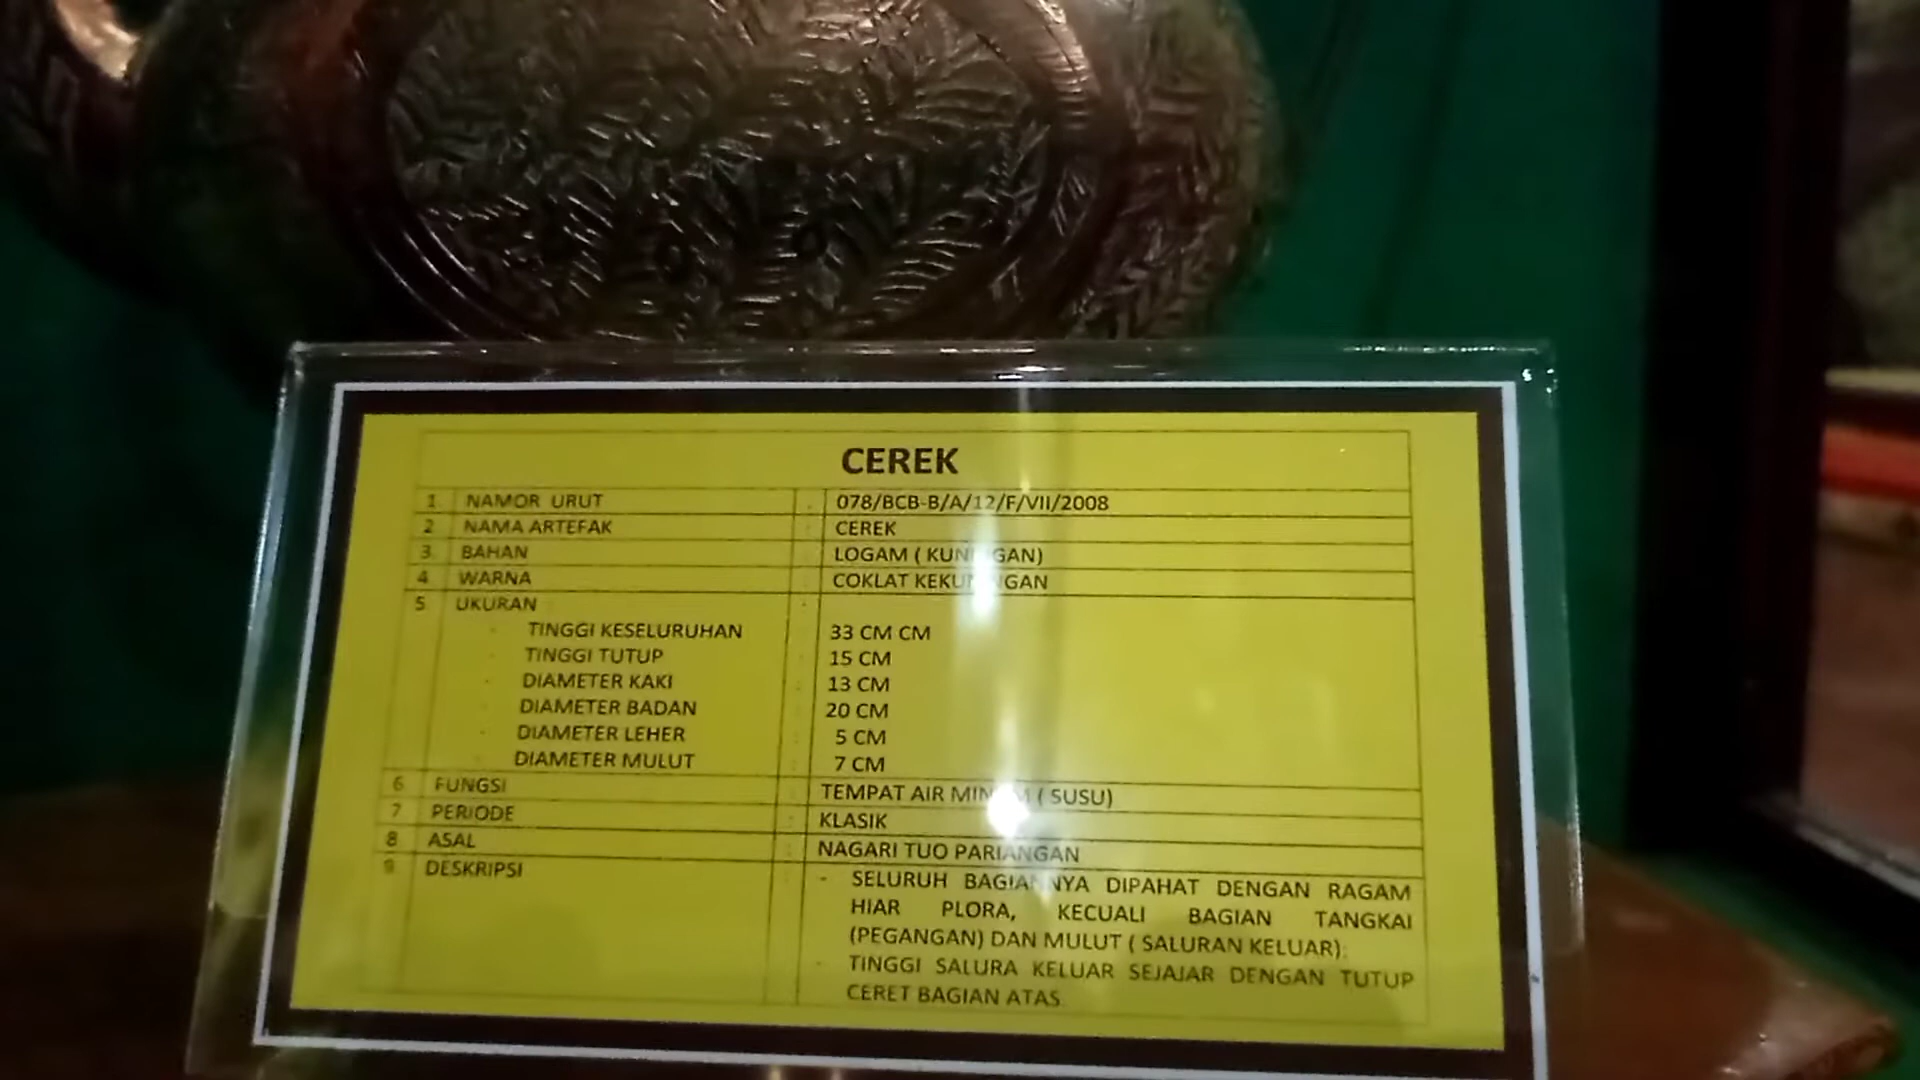 CEREK
1 NAMOR URUT : 078/BCB-B/A/12/F/VII/2008
2 NAMA ARTEFAK : CEREK
3 BAHAN : LOGAM ( KUNINGAN)
4 WARNA : COKLAT KEKUNINGAN
5 UKURAN :
- TINGGI KESELURUHAN : 33 CM CM
- TINGGI TUTUP : 15 CM
- DIAMETER KAKI : 13 CM
- DIAMETER BADAN : 20 CM
- DIAMETER LEHER : 5 CM
- DIAMETER MULUT : 7 CM
6 FUNGSI : TEMPAT AIR MINUM ( SUSU)
7 PERIODE : KLASIK
8 ASAL : NAGARI TUO PARIANGAN
9 DESKRIPSI : - SELURUH BAGIANNYA DIPAHAT DENGAN RAGAM
HIAR PLORA, KECUALI BAGIAN TANGKAI
(PEGANGAN) DAN MULUT ( SALURAN KELUAR);
- TINGGI SALURA KELUAR SEJAJAR DENGAN TUTUP
CERET BAGIAN ATAS.